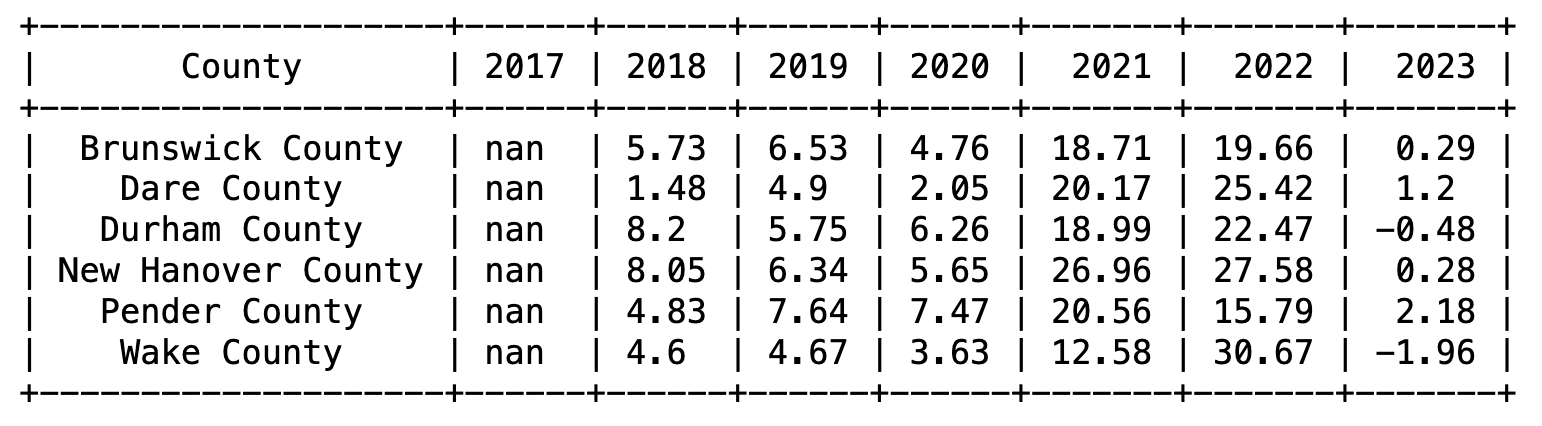 +---------------------+------+------+------+------+-------+-------+-------+
|       County        | 2017 | 2018 | 2019 | 2020 |  2021 |  2022 |  2023 |
+---------------------+------+------+------+------+-------+-------+-------+
|  Brunswick County   | nan  | 5.73 | 6.53 | 4.76 | 18.71 | 19.66 |  0.29 |
|    Dare County      | nan  | 1.48 | 4.9  | 2.05 | 20.17 | 25.42 |  1.2  |
|   Durham County     | nan  | 8.2  | 5.75 | 6.26 | 18.99 | 22.47 | -0.48 |
| New Hanover County  | nan  | 8.05 | 6.34 | 5.65 | 26.96 | 27.58 |  0.28 |
|   Pender County     | nan  | 4.83 | 7.64 | 7.47 | 20.56 | 15.79 |  2.18 |
|    Wake County      | nan  | 4.6  | 4.67 | 3.63 | 12.58 | 30.67 | -1.96 |
+---------------------+------+------+------+------+-------+-------+-------+